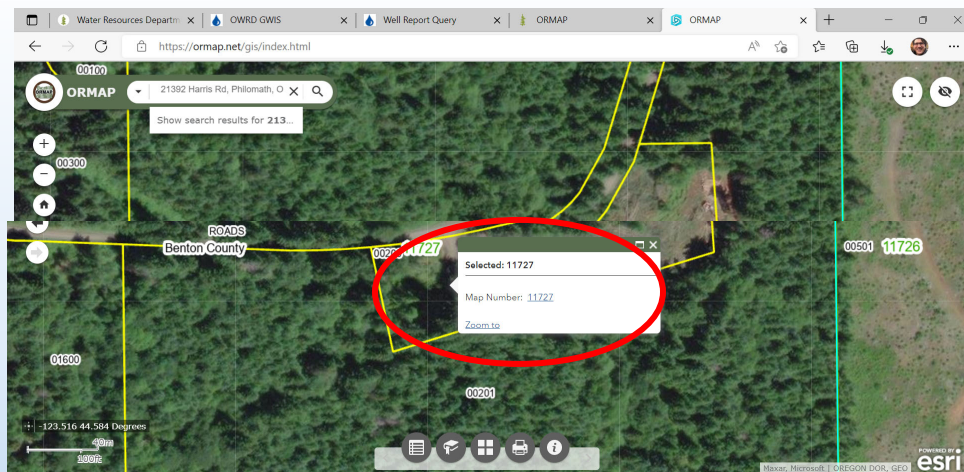 Water Resources Departm
OWRD GWIS
Well Report Query
ORMAP
ORMAP
https://ormap.net/gis/index.html
00100
ORMAP
ORMAP
21392 Harris Rd, Philomath, O
Show search results for 213...
00300
ROADS
Benton County
11727
00501
11726
Selected: 11727
Map Number: 11727
Zoom to
01600
00201
-123.516 44.584 Degrees
40m
100ft
POWERED BY
esri
Maxar, Microsoft | OREGON DOR, GEO